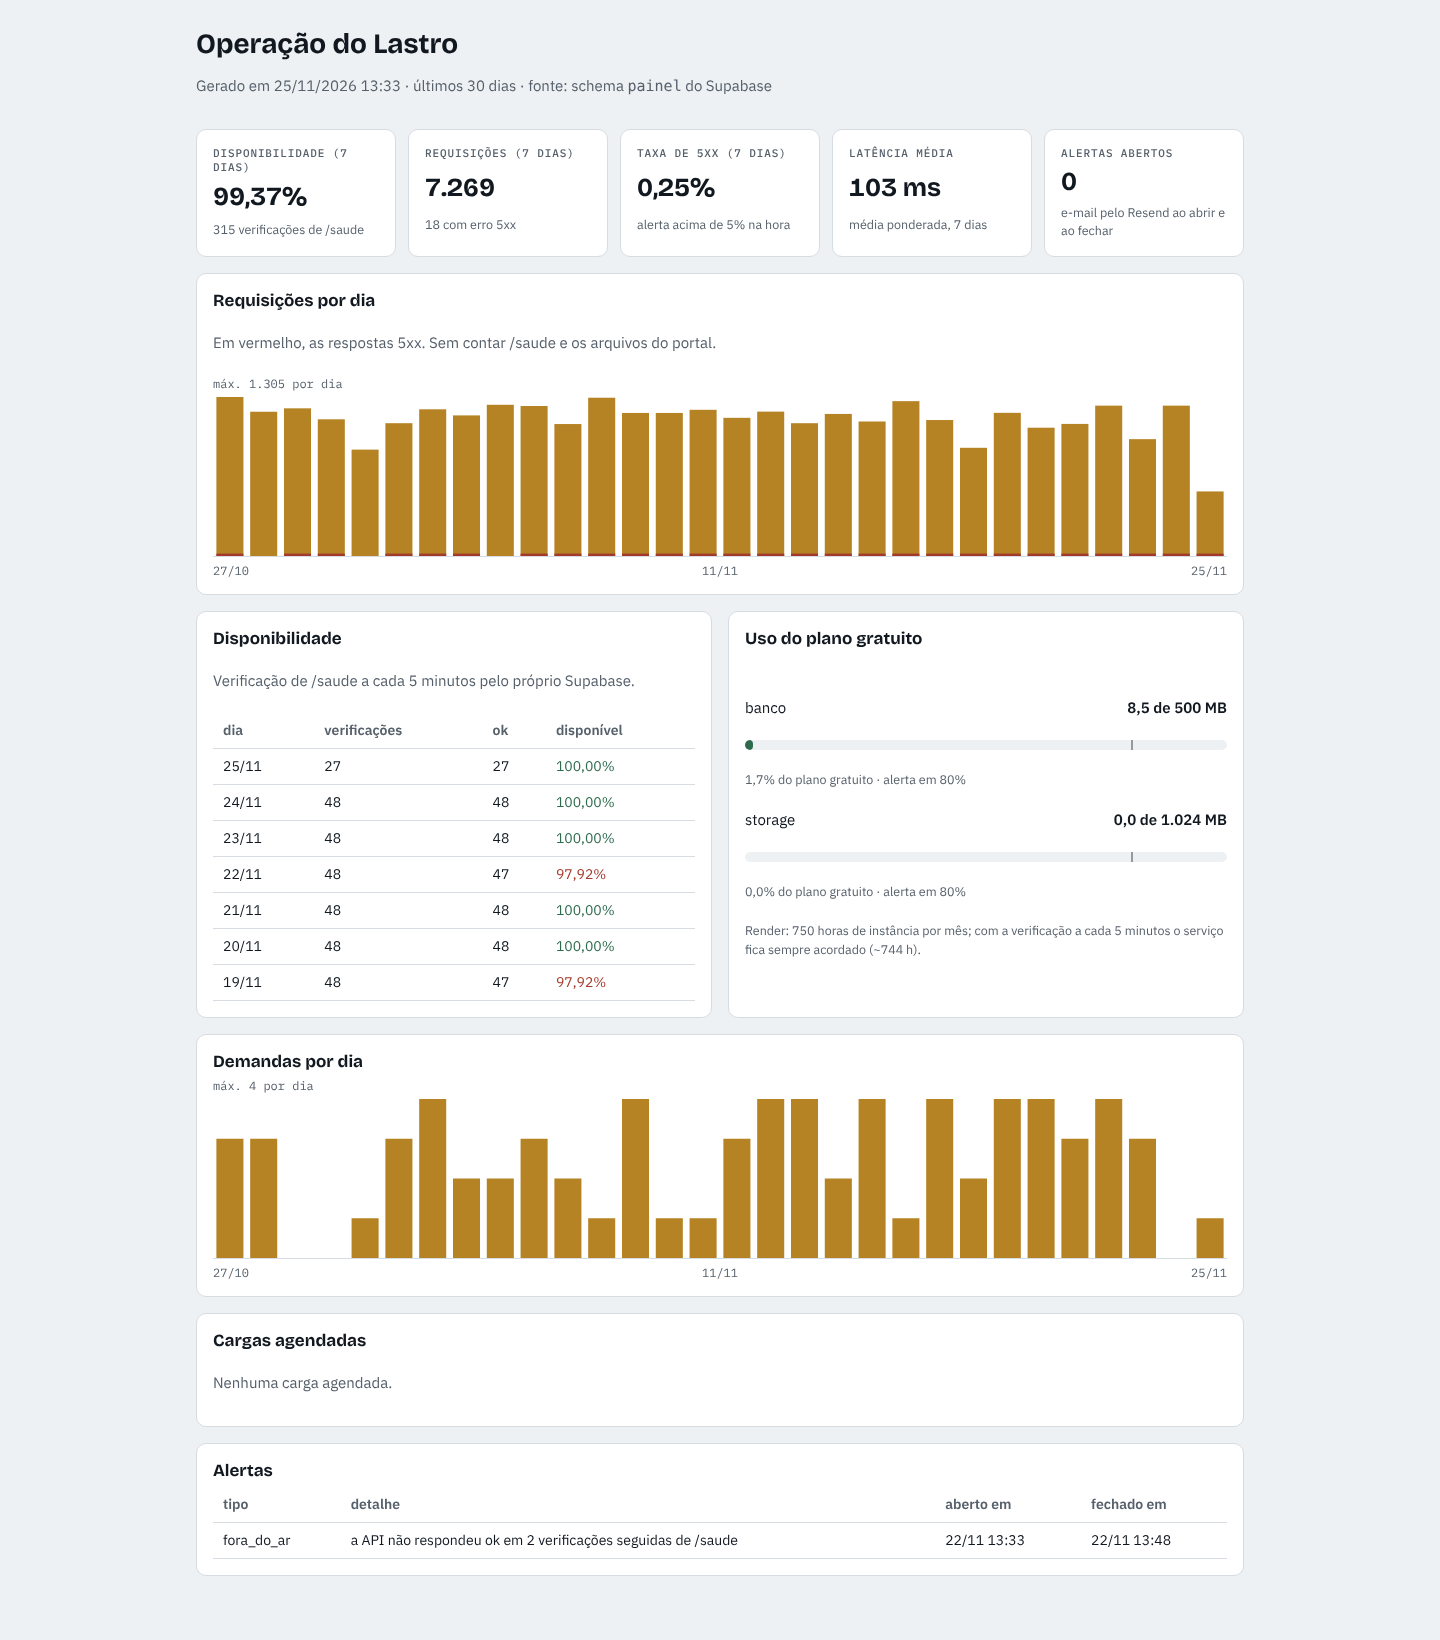 Operação do Lastro
Gerado em 25/11/2026 13:33 · últimos 30 dias · fonte: schema painel do Supabase
DISPONIBILIDADE (7
DIAS)
99,37%
315 verificações de /saude
REQUISIÇÕES (7 DIAS)
7.269
18 com erro 5xx
TAXA DE 5XX (7 DIAS)
0,25%
alerta acima de 5% na hora
LATÊNCIA MÉDIA
103 ms
média ponderada, 7 dias
ALERTAS ABERTOS
0
e-mail pelo Resend ao abrir e
ao fechar
Requisições por dia
Em vermelho, as respostas 5xx. Sem contar /saude e os arquivos do portal.
máx. 1.305 por dia
27/10 11/11 25/11
Disponibilidade
Verificação de /saude a cada 5 minutos pelo próprio Supabase.
dia verificações ok disponível
25/11 27 27 100,00%
24/11 48 48 100,00%
23/11 48 48 100,00%
22/11 48 47 97,92%
21/11 48 48 100,00%
20/11 48 48 100,00%
19/11 48 47 97,92%
Uso do plano gratuito
banco 8,5 de 500 MB
1,7% do plano gratuito · alerta em 80%
storage 0,0 de 1.024 MB
0,0% do plano gratuito · alerta em 80%
Render: 750 horas de instância por mês; com a verificação a cada 5 minutos o serviço
fica sempre acordado (~744 h).
Demandas por dia
máx. 4 por dia
27/10 11/11 25/11
Cargas agendadas
Nenhuma carga agendada.
Alertas
tipo detalhe aberto em fechado em
fora_do_ar a API não respondeu ok em 2 verificações seguidas de /saude 22/11 13:33 22/11 13:48